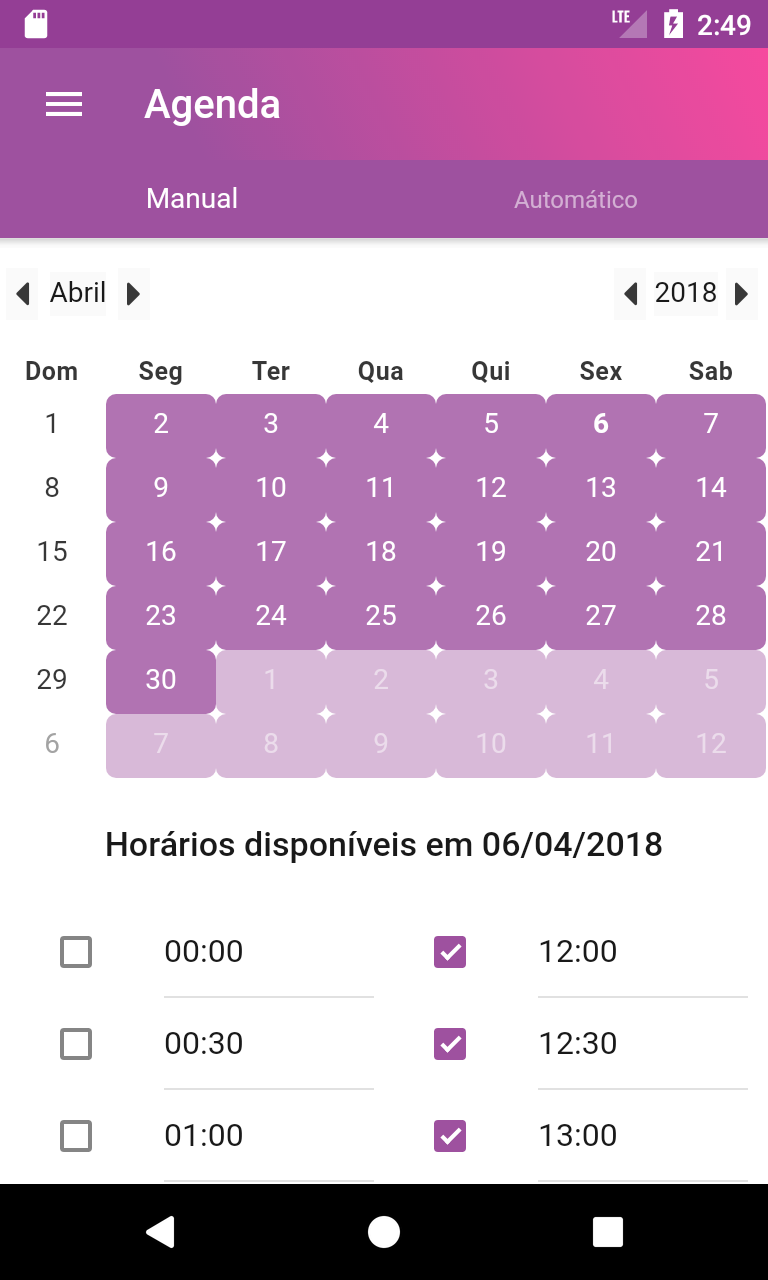 LTE 2:49
Agenda
Manual Automático
Abril 2018
Dom Seg Ter Qua Qui Sex Sab
1 2 3 4 5 6 7
8 9 10 11 12 13 14
15 16 17 18 19 20 21
22 23 24 25 26 27 28
29 30 1 2 3 4 5
6 7 8 9 10 11 12
Horários disponíveis em 06/04/2018
00:00 12:00
00:30 12:30
01:00 13:00